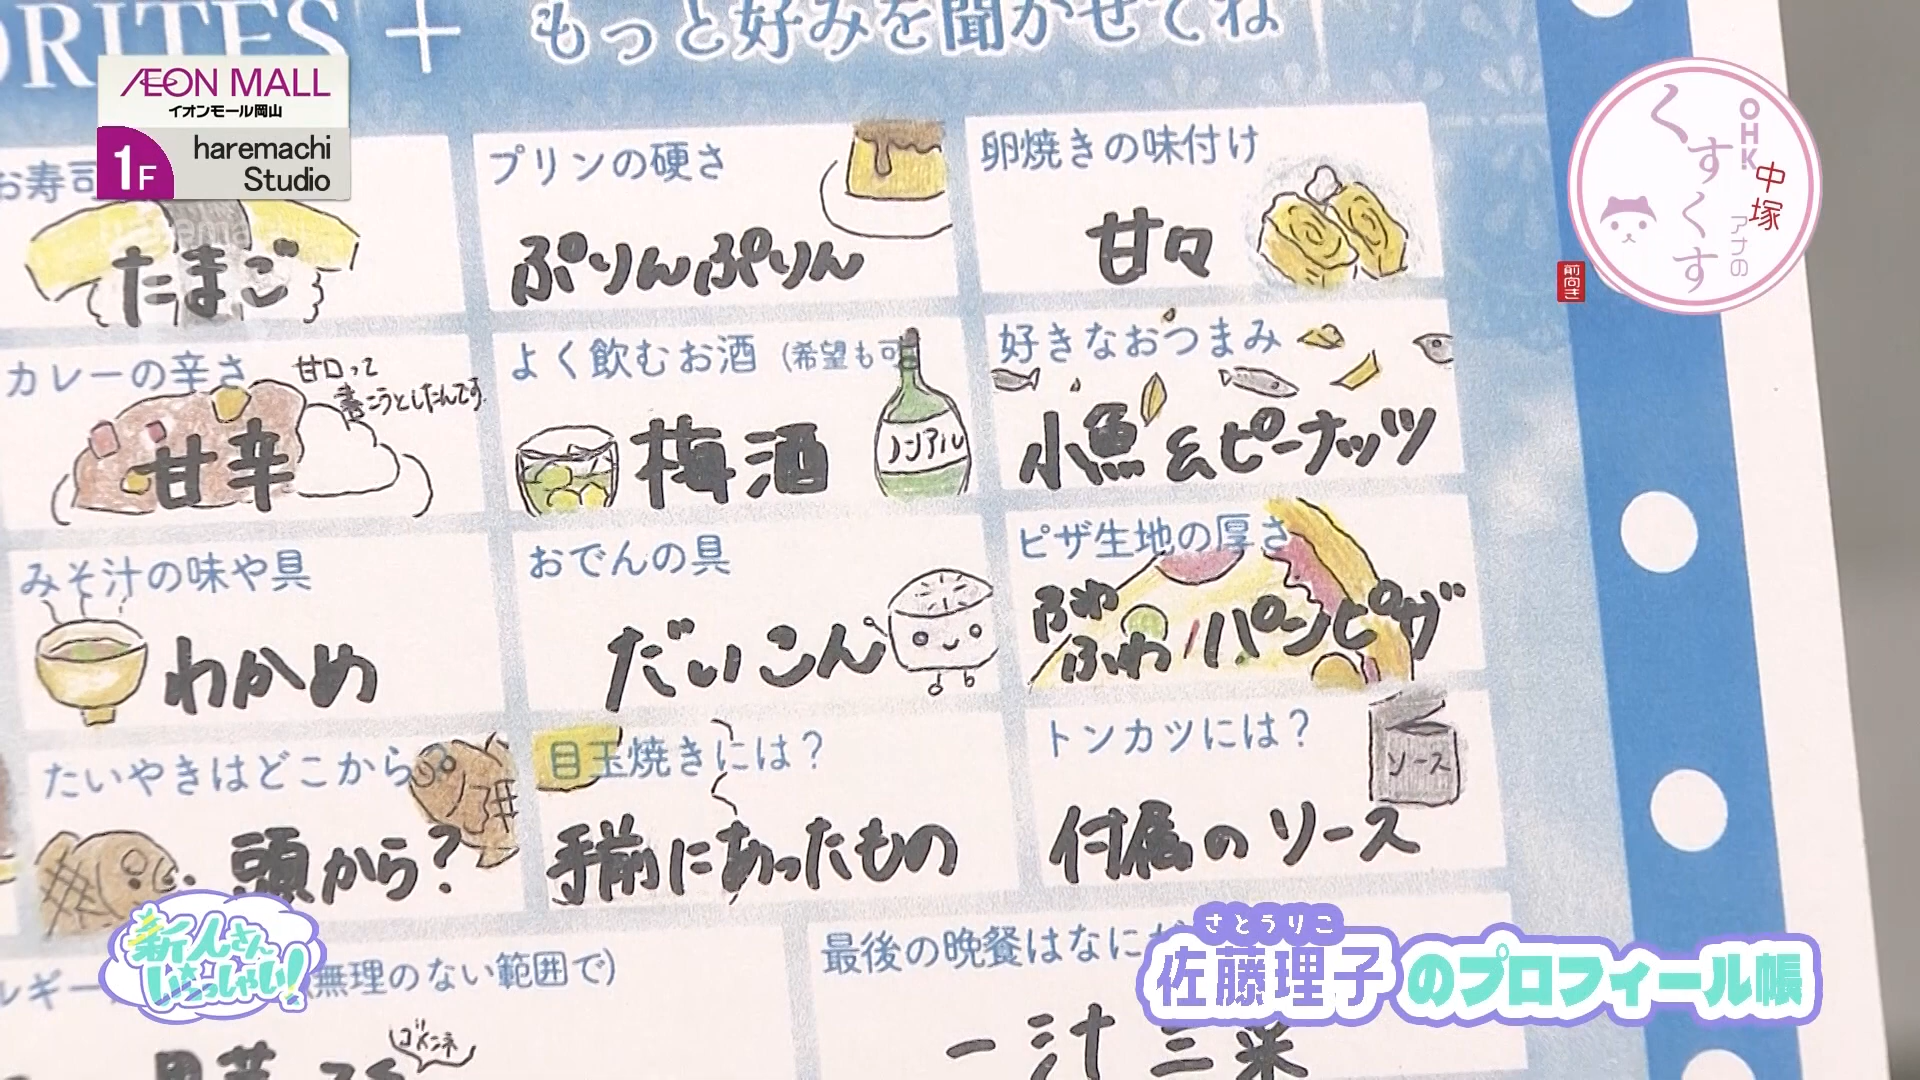 ORITES + もっと好みを聞かせてね
ÆON MALL
イオンモール岡山
1F
haremachi
Studio
くすくす
OHK
中塚
アナの
前向き
お寿司
たまご
プリンの硬さ
ぷりんぷりん
卵焼きの味付け
甘々
カレーの辛さ
甘口って
書こうとしたんです
甘辛
よく飲むお酒 (希望も可
梅酒
ノンアル
好きなおつまみ
小魚&ピーナッツ
みそ汁の味や具
わかめ
おでんの具
だいこん
ピザ生地の厚さ
ふわ
ふわ パンピザ
たいやきはどこから?
頭から?
目玉焼きには?
手前にあったもの
トンカツには?
ソース
付属のソース
新人さん
いらっしゃい!
ルギー
無理のない範囲で)
ゴメンネ
最後の晩餐はなに
一汁三菜
さとうりこ
佐藤理子のプロフィール帳